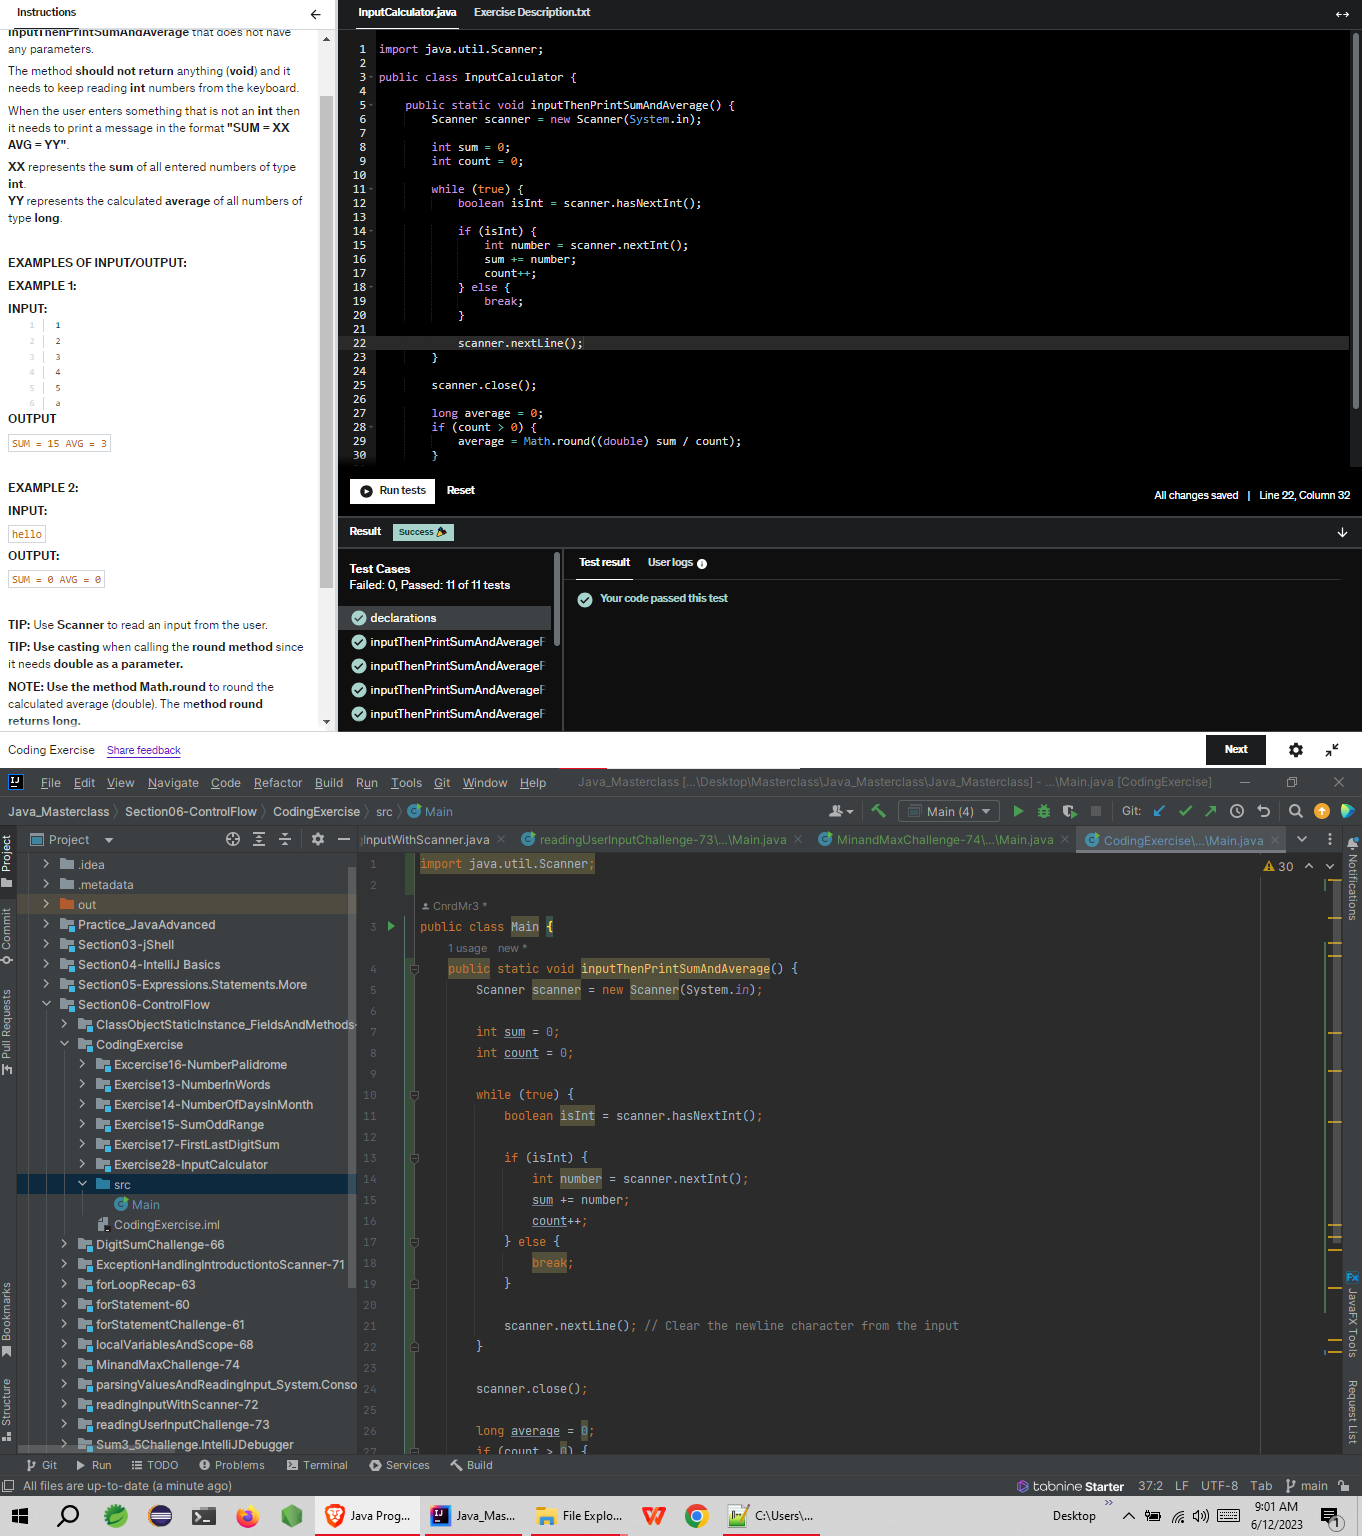 Instructions
inputThenPrintSumAndAverage that does not have
any parameters.
The method should not return anything (void) and it
needs to keep reading int numbers from the keyboard.
When the user enters something that is not an int then
it needs to print a message in the format "SUM = XX
AVG = YY".
XX represents the sum of all entered numbers of type
int.
YY represents the calculated average of all numbers of
type long.
EXAMPLES OF INPUT/OUTPUT:
EXAMPLE 1:
INPUT:
1 1
2 2
3 3
4 4
5 5
6 a
OUTPUT
SUM = 15 AVG = 3
EXAMPLE 2:
INPUT:
hello
OUTPUT:
SUM = 0 AVG = 0
TIP: Use Scanner to read an input from the user.
TIP: Use casting when calling the round method since
it needs double as a parameter.
NOTE: Use the method Math.round to round the
calculated average (double). The method round
returns long.
Coding Exercise Share feedback
InputCalculator.java Exercise Description.txt
1 import java.util.Scanner;
2
3 public class InputCalculator {
4
5 public static void inputThenPrintSumAndAverage() {
6 Scanner scanner = new Scanner(System.in);
7
8 int sum = 0;
9 int count = 0;
10
11 while (true) {
12 boolean isInt = scanner.hasNextInt();
13
14 if (isInt) {
15 int number = scanner.nextInt();
16 sum += number;
17 count++;
18 } else {
19 break;
20 }
21
22 scanner.nextLine();
23 }
24
25 scanner.close();
26
27 long average = 0;
28 if (count > 0) {
29 average = Math.round((double) sum / count);
30 }
Run tests Reset
All changes saved | Line 22, Column 32
Result Success
Test Cases
Failed: 0, Passed: 11 of 11 tests
declarations
inputThenPrintSumAndAverageF
inputThenPrintSumAndAverageF
inputThenPrintSumAndAverageF
inputThenPrintSumAndAverageF
Test result User logs
Your code passed this test
Next
IJ File Edit View Navigate Code Refactor Build Run Tools Git Window Help Java_Masterclass [...\Desktop\Masterclass\Java_Masterclass\Java_Masterclass] - ...\Main.java [CodingExercise]
Java_Masterclass Section06-ControlFlow CodingExercise src Main
Main (4) Git:
Project
InputWithScanner.java readingUserInputChallenge-73\...\Main.java MinandMaxChallenge-74\...\Main.java CodingExercise\...\Main.java
.idea
.metadata
out
Practice_JavaAdvanced
Section03-jShell
Section04-IntelliJ Basics
Section05-Expressions.Statements.More
Section06-ControlFlow
ClassObjectStaticInstance_FieldsAndMethods-
CodingExercise
Excercise16-NumberPalidrome
Exercise13-NumberInWords
Exercise14-NumberOfDaysInMonth
Exercise15-SumOddRange
Exercise17-FirstLastDigitSum
Exercise28-InputCalculator
src
Main
CodingExercise.iml
DigitSumChallenge-66
ExceptionHandlingIntroductiontoScanner-71
forLoopRecap-63
forStatement-60
forStatementChallenge-61
localVariablesAndScope-68
MinandMaxChallenge-74
parsingValuesAndReadingInput_System.Conso
readingInputWithScanner-72
readingUserInputChallenge-73
Sum3_5Challenge.IntelliJDebugger
Project
Commit
Pull Requests
Bookmarks
Structure
1 import java.util.Scanner;
2
CnrdMr3 *
3 public class Main {
1 usage new *
4 public static void inputThenPrintSumAndAverage() {
5 Scanner scanner = new Scanner(System.in);
6
7 int sum = 0;
8 int count = 0;
9
10 while (true) {
11 boolean isInt = scanner.hasNextInt();
12
13 if (isInt) {
14 int number = scanner.nextInt();
15 sum += number;
16 count++;
17 } else {
18 break;
19 }
20
21 scanner.nextLine(); // Clear the newline character from the input
22 }
23
24 scanner.close();
25
26 long average = 0;
27 if (count > 0) {
30
Notifications
JavaFX Tools
Request List
Git Run TODO Problems Terminal Services Build
All files are up-to-date (a minute ago)
tabnine Starter 37:2 LF UTF-8 Tab main
Java Prog... Java_Mas... File Explo... C:\Users\... Desktop
9:01 AM
6/12/2023
1